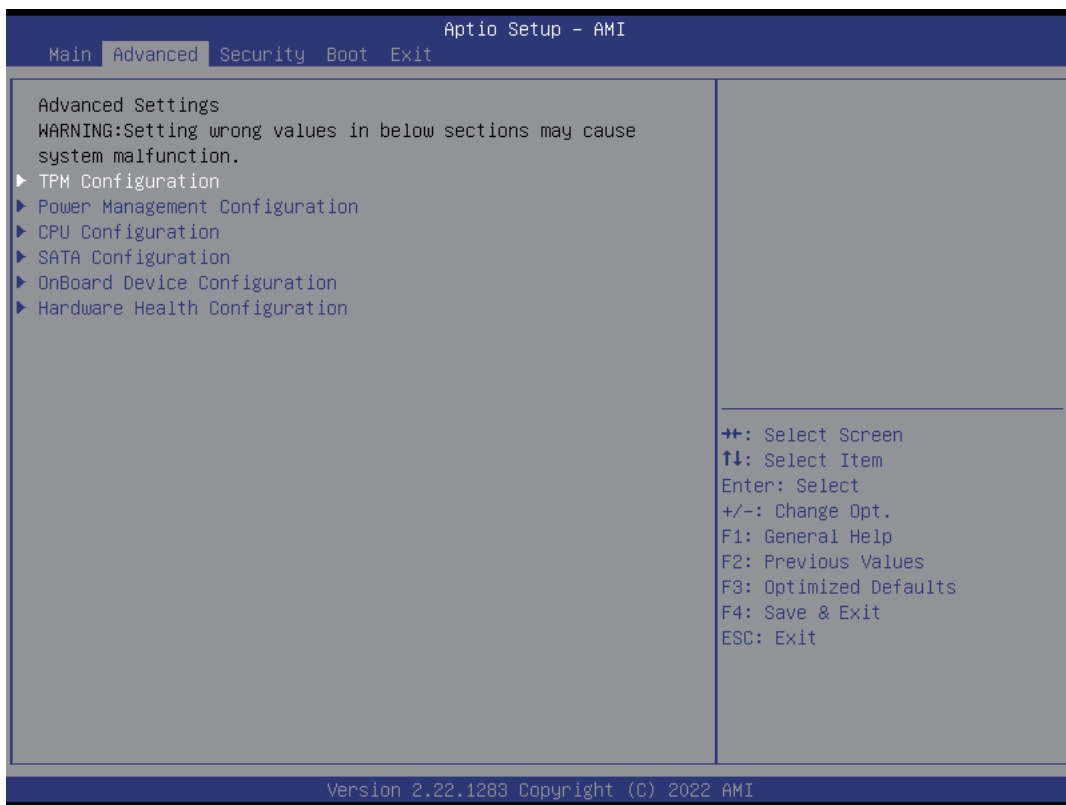 Aptio Setup – AMI
Main Advanced Security Boot Exit
Advanced Settings
WARNING:Setting wrong values in below sections may cause
system malfunction.
▶ TPM Configuration
▶ Power Management Configuration
▶ CPU Configuration
▶ SATA Configuration
▶ OnBoard Device Configuration
▶ Hardware Health Configuration
→←: Select Screen
↑↓: Select Item
Enter: Select
+/-: Change Opt.
F1: General Help
F2: Previous Values
F3: Optimized Defaults
F4: Save & Exit
ESC: Exit
Version 2.22.1283 Copyright (C) 2022 AMI